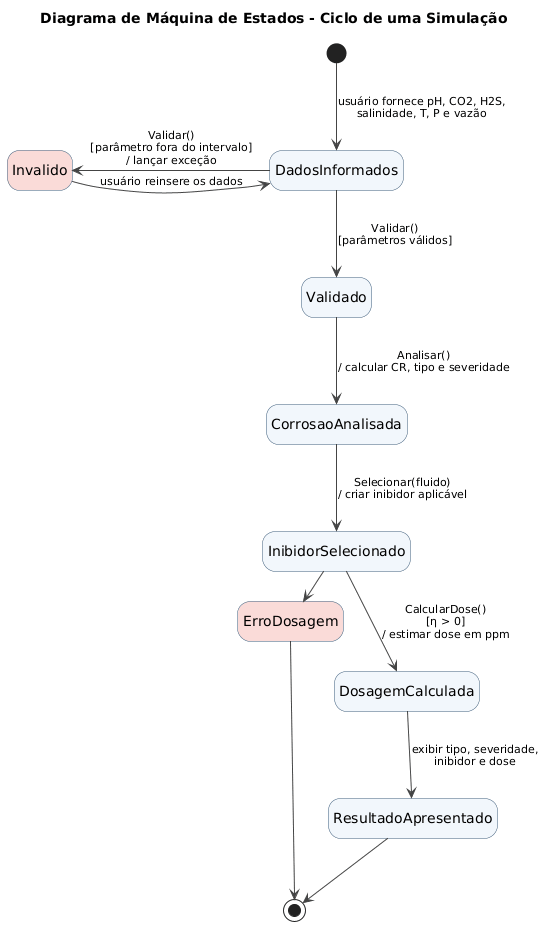 Diagrama de Máquina de Estados - Ciclo de uma Simulação
usuário fornece pH, CO2, H2S,
salinidade, T, P e vazão
Validar()
[parâmetro fora do intervalo]
/ lançar exceção
Invalido
DadosInformados
usuário reinsere os dados
Validar()
[parâmetros válidos]
Validado
Analisar()
/ calcular CR, tipo e severidade
CorrosaoAnalisada
Selecionar(fluido)
/ criar inibidor aplicável
InibidorSelecionado
ErroDosagem
CalcularDose()
[η > 0]
/ estimar dose em ppm
DosagemCalculada
exibir tipo, severidade,
inibidor e dose
ResultadoApresentado